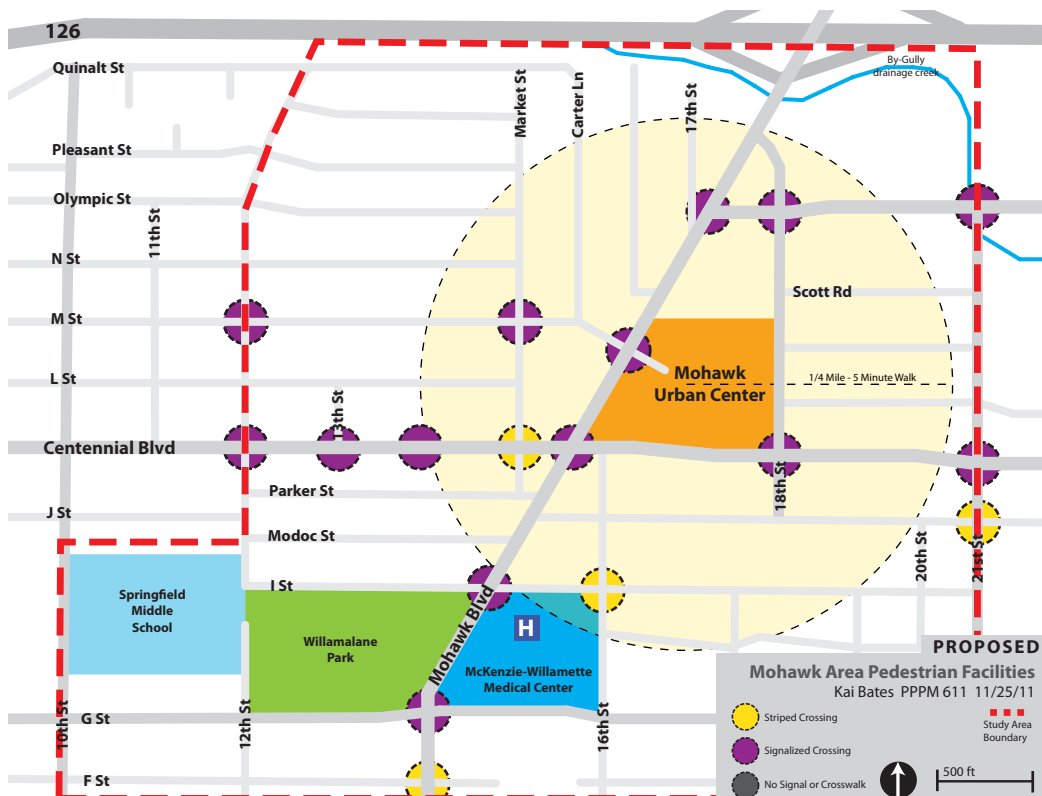 126
Quinalt St
By-Gully
drainage creek
Market St
Carter Ln
17th St
Pleasant St
Olympic St
11th St
N St
Scott Rd
M St
Mohawk
Urban Center
1/4 Mile - 5 Minute Walk
L St
13th St
Centennial Blvd
18th St
Parker St
J St
Modoc St
20th St
21st St
I St
Springfield
Middle
School
Willamalane
Park
Mohawk Blvd
H
McKenzie-Willamette
Medical Center
10th St
G St
12th St
16th St
F St
PROPOSED
Mohawk Area Pedestrian Facilities
Kai Bates PPPM 611 11/25/11
Striped Crossing
Study Area
Boundary
Signalized Crossing
No Signal or Crosswalk
500 ft